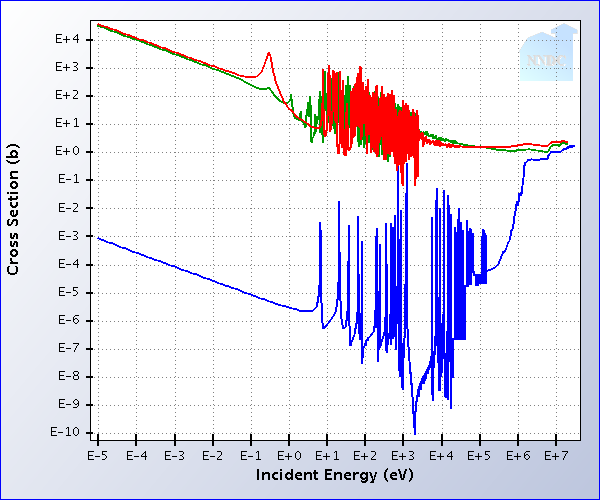 NNDC
E+4
E+3
E+2
E+1
E+0
E-1
E-2
E-3
E-4
E-5
E-6
E-7
E-8
E-9
E-10
Cross Section (b)
E-5 E-4 E-3 E-2 E-1 E+0 E+1 E+2 E+3 E+4 E+5 E+6 E+7
Incident Energy (eV)